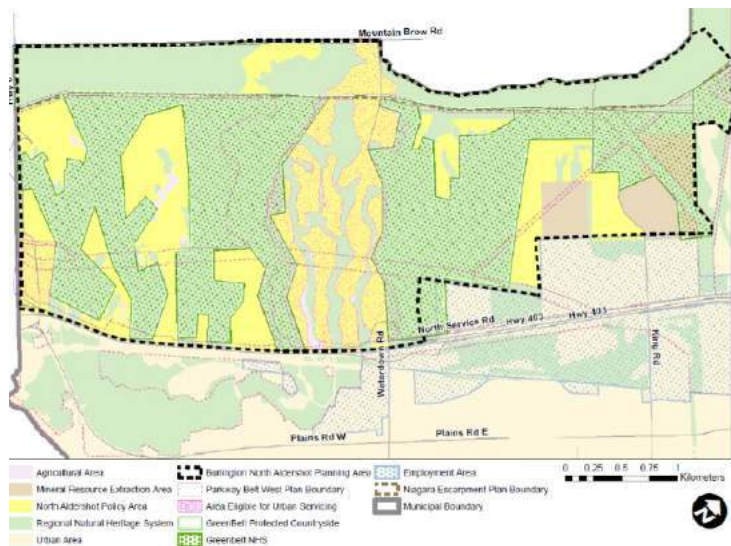 Mountain Brow Rd
North Service Rd
Hwy 403
Hwy 403
King Rd
Waterdown Rd
Plains Rd W
Plains Rd E
Agricultural Area
Mineral Resource Extraction Area
North Aldershot Policy Area
Regional Natural Heritage System
Urban Area
Burlington North Aldershot Planning Area
Parkway Belt West Plan Boundary
Area Eligible for Urban Servicing
GreenBelt Protected Countryside
Greenbelt NHS
Employment Area
Niagara Escarpment Plan Boundary
Municipal Boundary
0 0.25 0.5 0.75 1
Kilometers